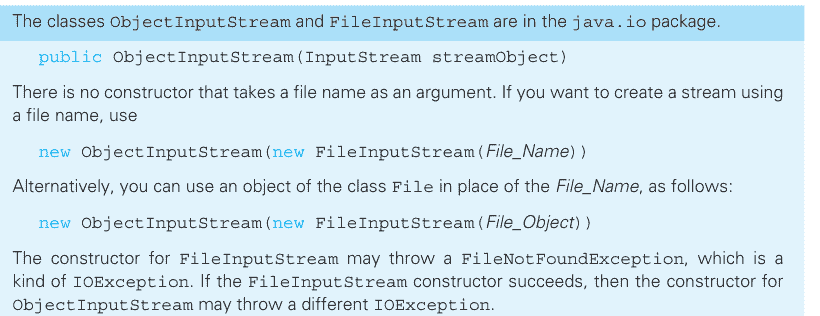 The classes ObjectInputStream and FileInputStream are in the java.io package.
public ObjectInputStream(InputStream streamObject)
There is no constructor that takes a file name as an argument. If you want to create a stream using
a file name, use
new ObjectInputStream(new FileInputStream(File_Name))
Alternatively, you can use an object of the class File in place of the File_Name, as follows:
new ObjectInputStream(new FileInputStream(File_Object))
The constructor for FileInputStream may throw a FileNotFoundException, which is a
kind of IOException. If the FileInputStream constructor succeeds, then the constructor for
ObjectInputStream may throw a different IOException.